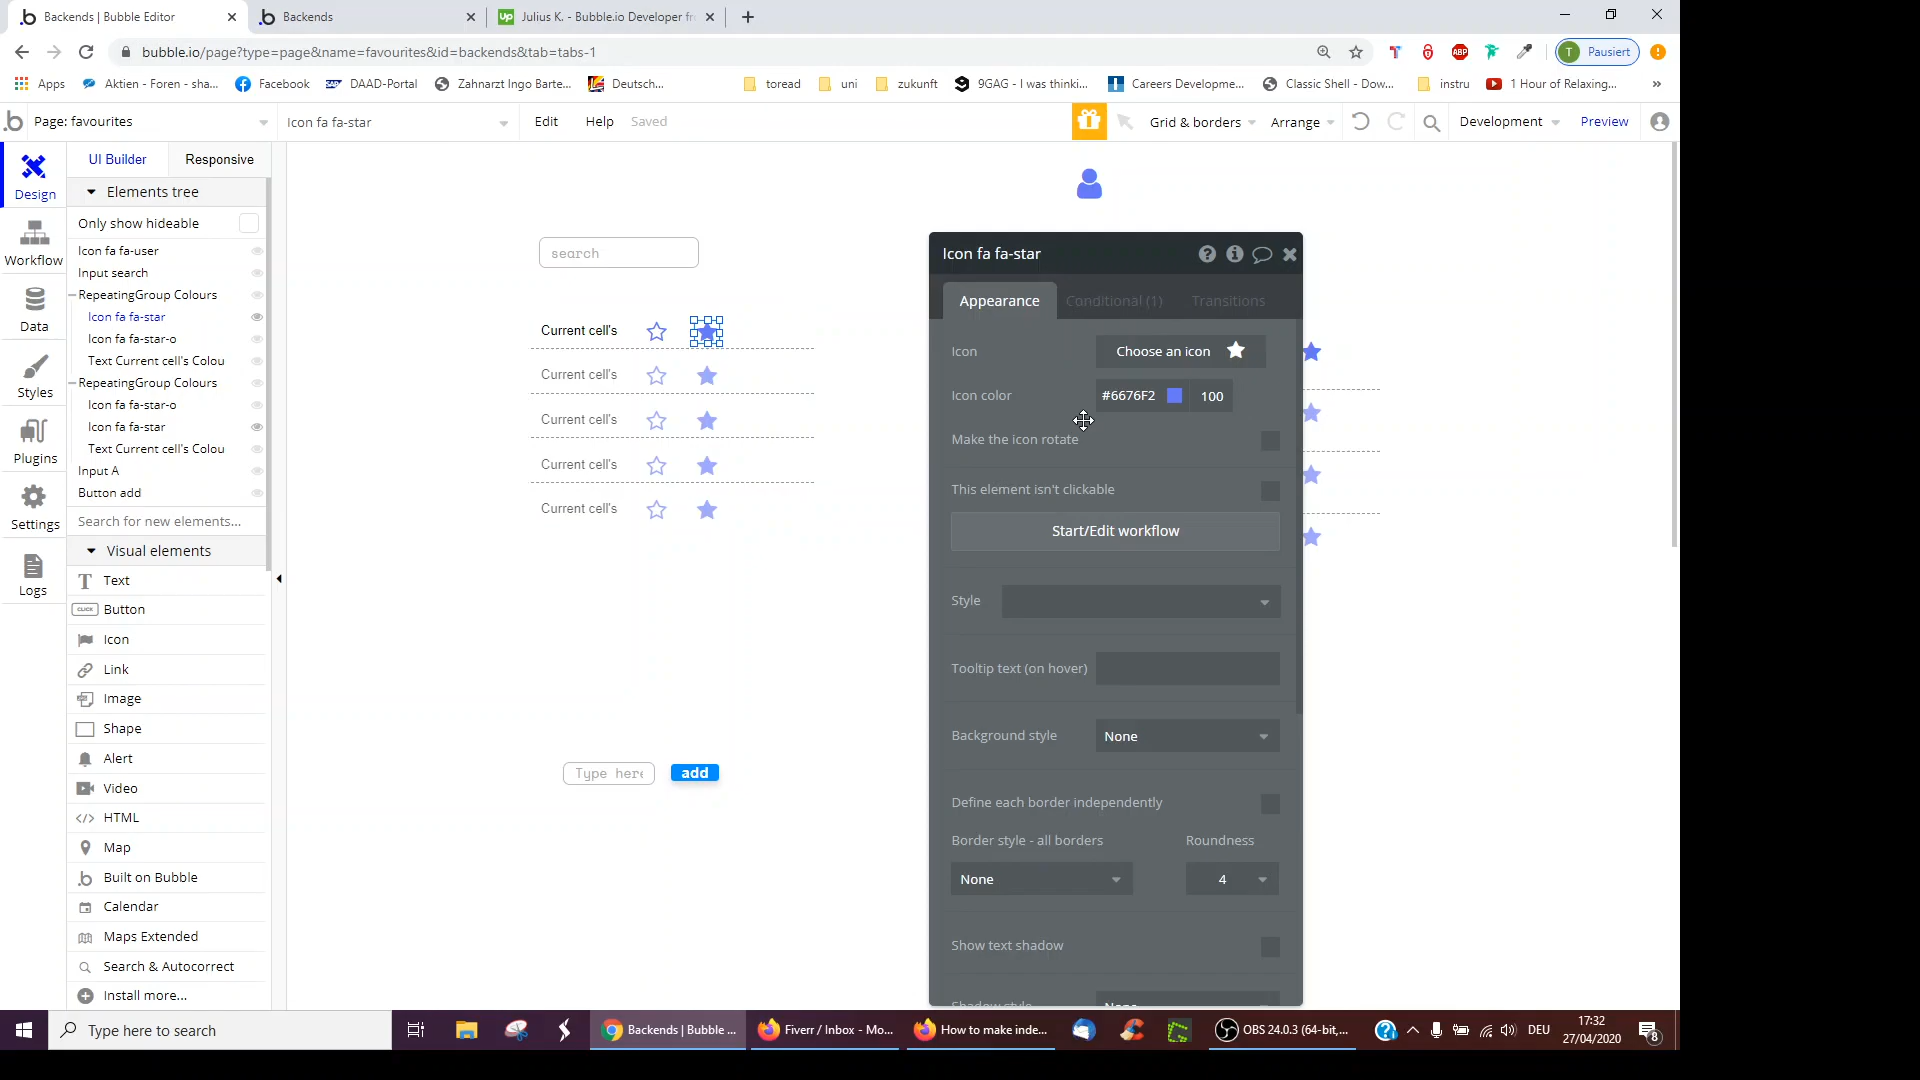 Backends | Bubble Editor
Backends
Up Julius K. - Bubble.io Developer fr
bubble.io/page?type=page&name=favourites&id=backends&tab=tabs-1
ABP
T Pausiert
Apps
Aktien - Foren - sha...
Facebook
DAAD-Portal
Zahnarzt Ingo Barte...
Deutsch...
toread
uni
zukunft
9GAG - I was thinki...
Careers Developme...
Classic Shell - Dow...
instru
1 Hour of Relaxing...
Page: favourites
Icon fa fa-star
Edit
Help
Saved
Grid & borders
Arrange
Development
Preview
Design
Workflow
Data
Styles
Plugins
Settings
Logs
UI Builder
Responsive
Elements tree
Only show hideable
Icon fa fa-user
Input search
RepeatingGroup Colours
Icon fa fa-star
Icon fa fa-star-o
Text Current cell's Colou
RepeatingGroup Colours
Icon fa fa-star-o
Icon fa fa-star
Text Current cell's Colou
Input A
Button add
Search for new elements...
Visual elements
Text
CLICK Button
Icon
Link
Image
Shape
Alert
Video
HTML
Map
Built on Bubble
Calendar
Maps Extended
Search & Autocorrect
Install more...
search
Current cell's
Current cell's
Current cell's
Current cell's
Current cell's
Type here
add
Icon fa fa-star
Appearance
Conditional (1)
Transitions
Icon
Choose an icon
Icon color
#6676F2
100
Make the icon rotate
This element isn't clickable
Start/Edit workflow
Style
Tooltip text (on hover)
Background style
None
Define each border independently
Border style - all borders
Roundness
None
4
Show text shadow
Shadow style
None
Type here to search
Backends | Bubble ...
Fiverr / Inbox - Mo...
How to make inde...
OBS 24.0.3 (64-bit,...
DEU
17:32
27/04/2020
8